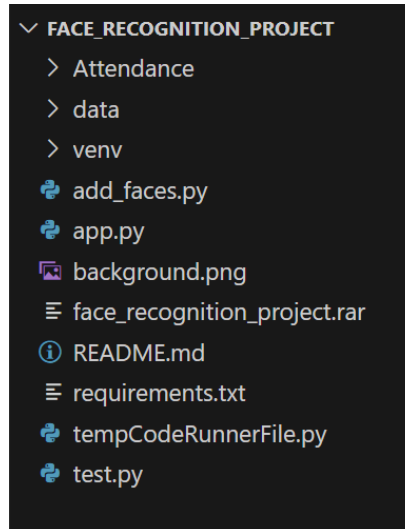 FACE_RECOGNITION_PROJECT
Attendance
data
venv
add_faces.py
app.py
background.png
face_recognition_project.rar
README.md
requirements.txt
tempCodeRunnerFile.py
test.py